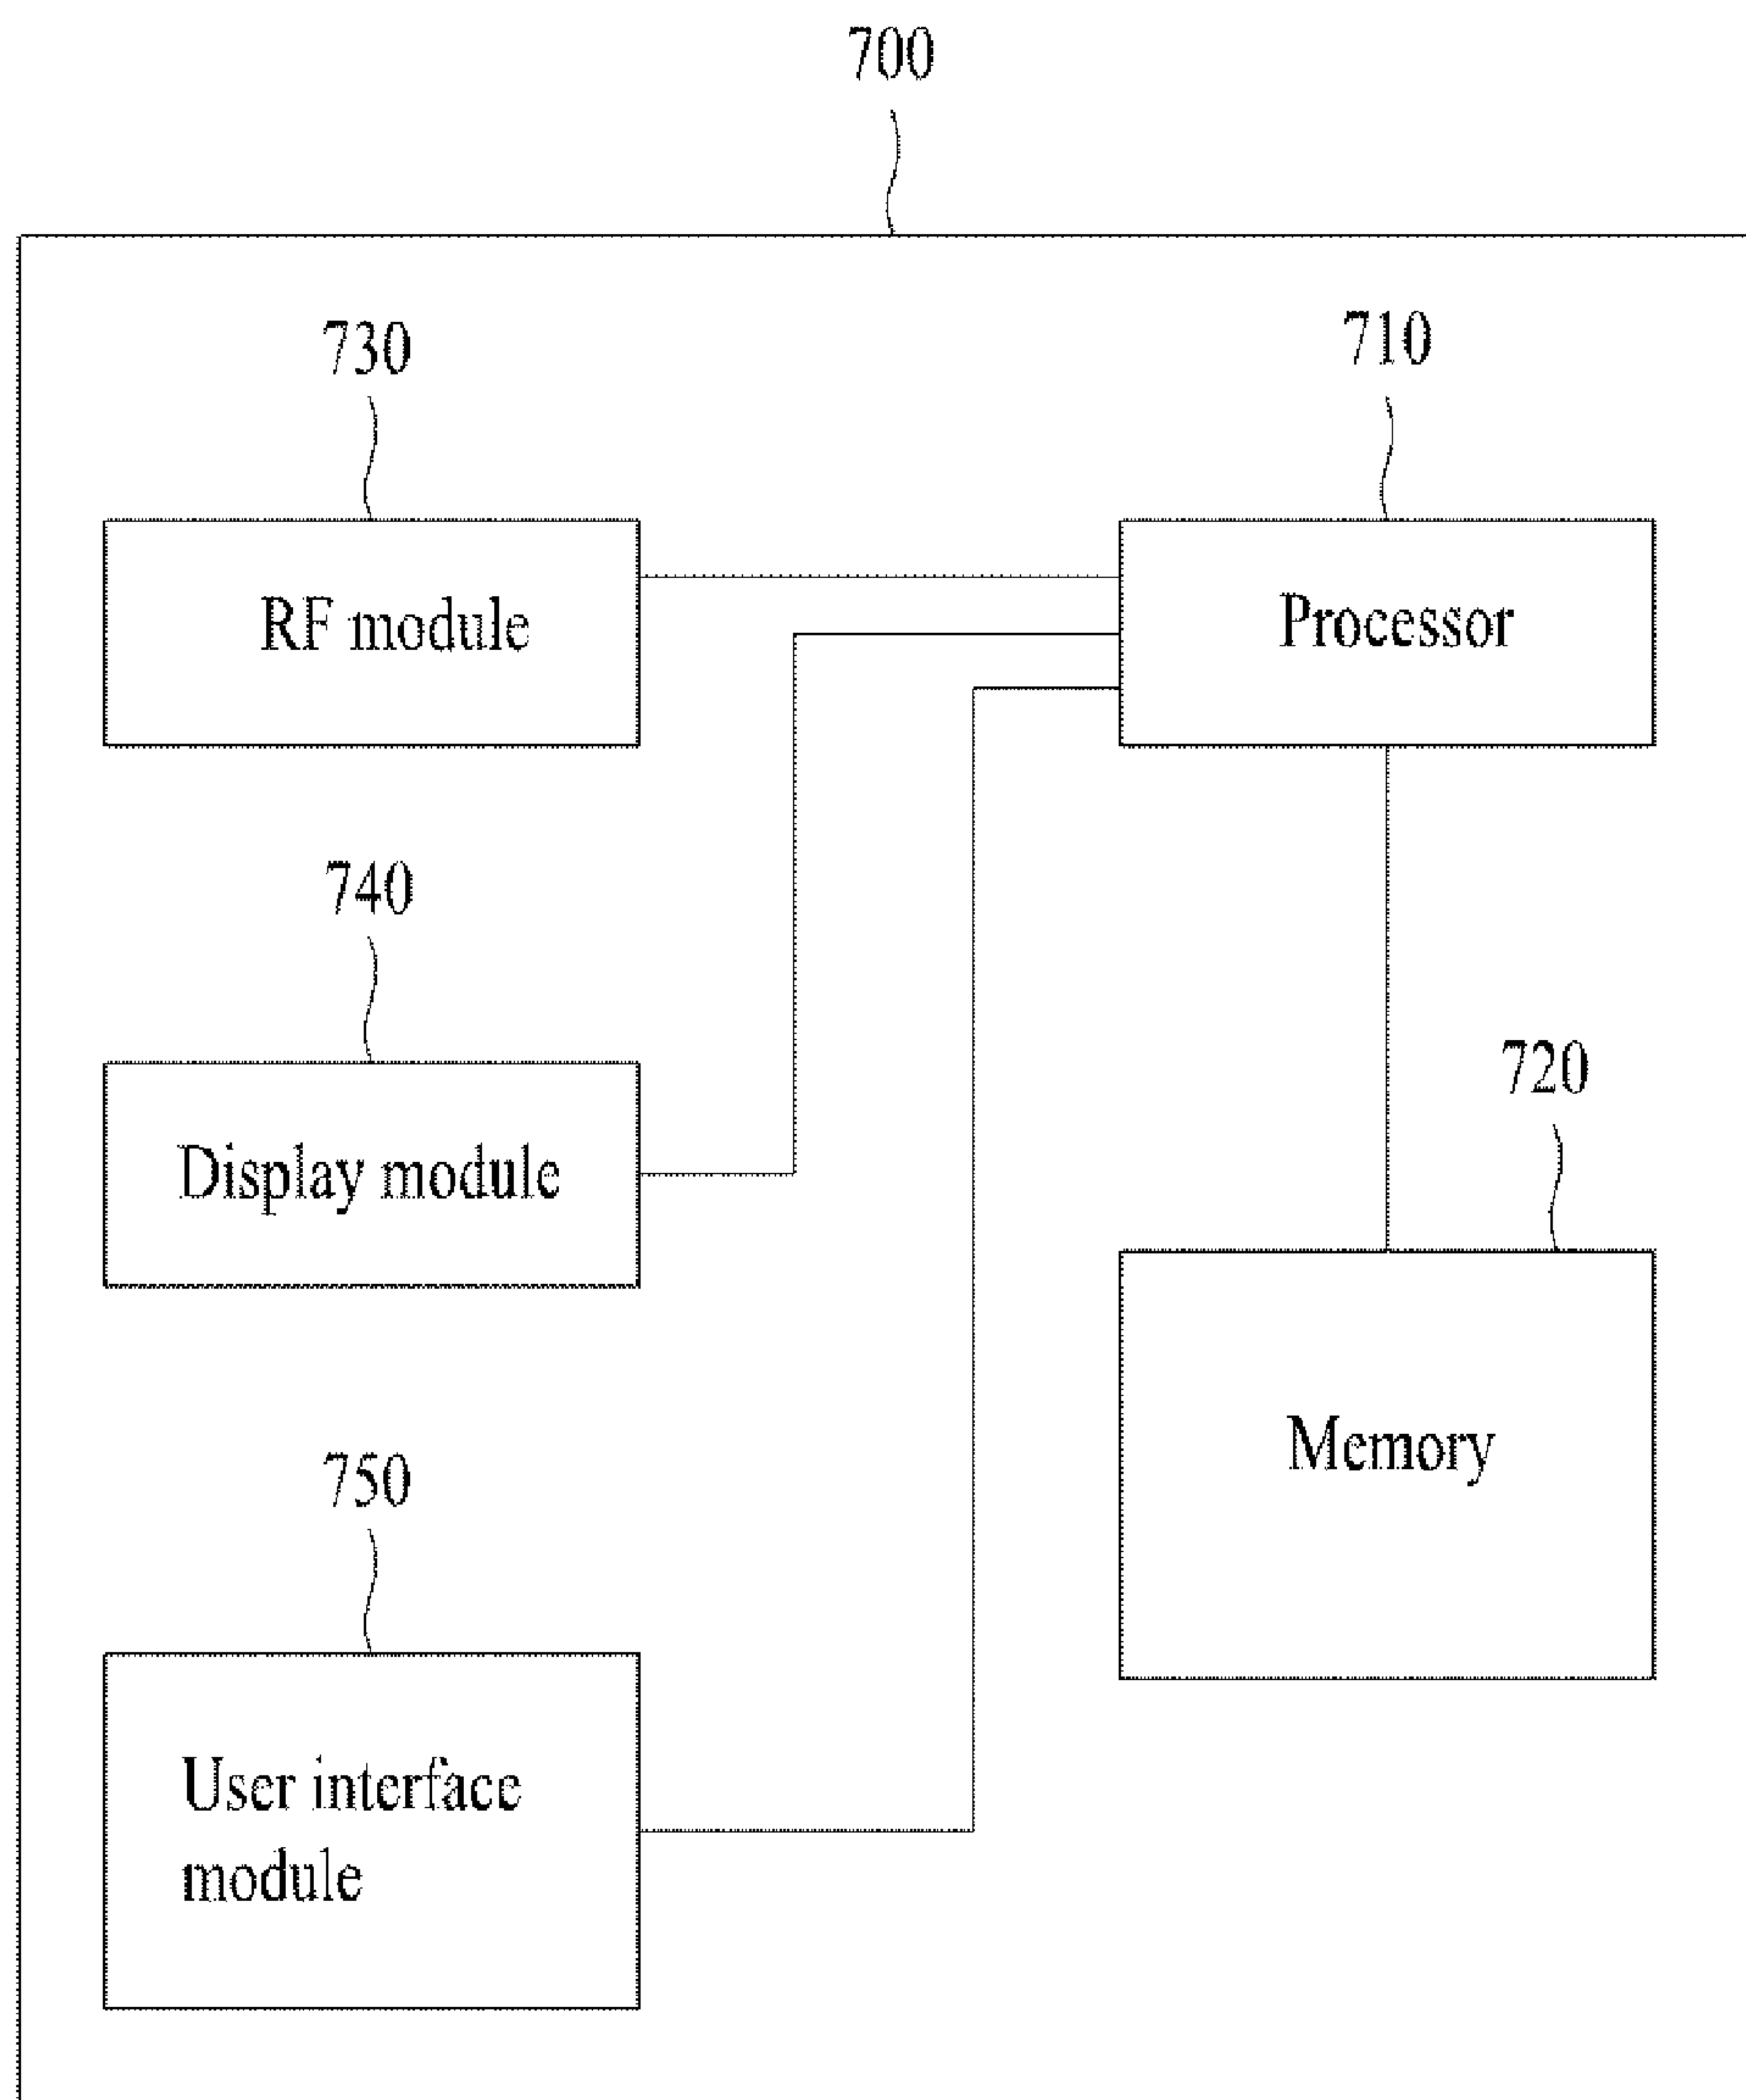 700
730
710
RF module
Processor
740
720
Display module
Memory
750
User interface
module